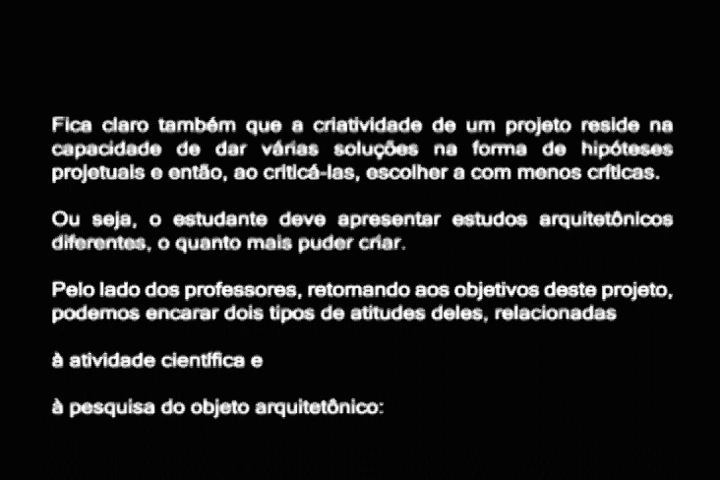 Fica claro também que a criatividade de um projeto reside na
capacidade de dar várias soluções na forma de hipóteses
projetuais e então, ao criticá-las, escolher a com menos críticas.
Ou seja, o estudante deve apresentar estudos arquitetônicos
diferentes, o quanto mais puder criar.
Pelo lado dos professores, retornando aos objetivos deste projeto,
podemos encarar dois tipos de atitudes deles, relacionadas
à atividade científica e
à pesquisa do objeto arquitetônico: